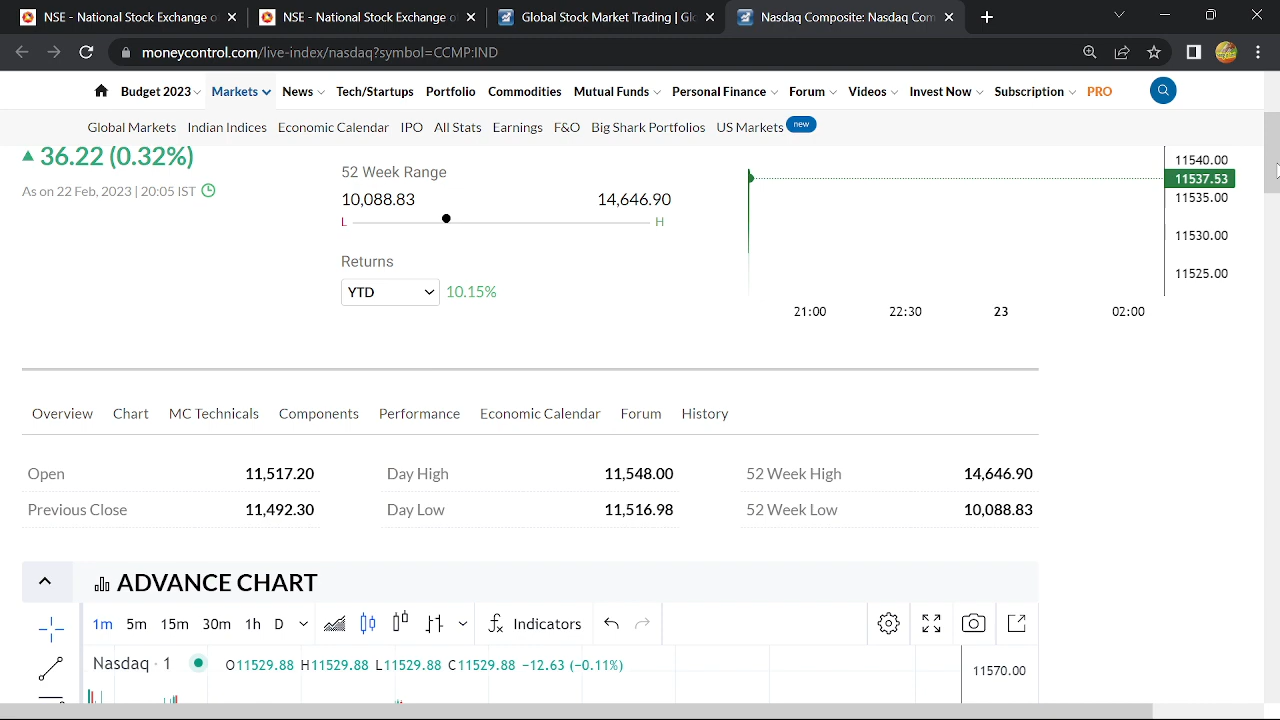 NSE - National Stock Exchange of
NSE - National Stock Exchange of
Global Stock Market Trading | Glo
Nasdaq Composite: Nasdaq Com
moneycontrol.com/live-index/nasdaq?symbol=CCMP:IND
Budget 2023 Markets News Tech/Startups Portfolio Commodities Mutual Funds Personal Finance Forum Videos Invest Now Subscription PRO
Global Markets Indian Indices Economic Calendar IPO All Stats Earnings F&O Big Shark Portfolios US Markets new
36.22 (0.32%)
As on 22 Feb, 2023 | 20:05 IST
52 Week Range
10,088.83 14,646.90
L H
Returns
YTD 10.15%
11540.00
11537.53
11535.00
11530.00
11525.00
21:00 22:30 23 02:00
Overview Chart MC Technicals Components Performance Economic Calendar Forum History
Open 11,517.20 Day High 11,548.00 52 Week High 14,646.90
Previous Close 11,492.30 Day Low 11,516.98 52 Week Low 10,088.83
ADVANCE CHART
1m 5m 15m 30m 1h D Indicators
Nasdaq · 1 O11529.88 H11529.88 L11529.88 C11529.88 −12.63 (−0.11%)
11570.00